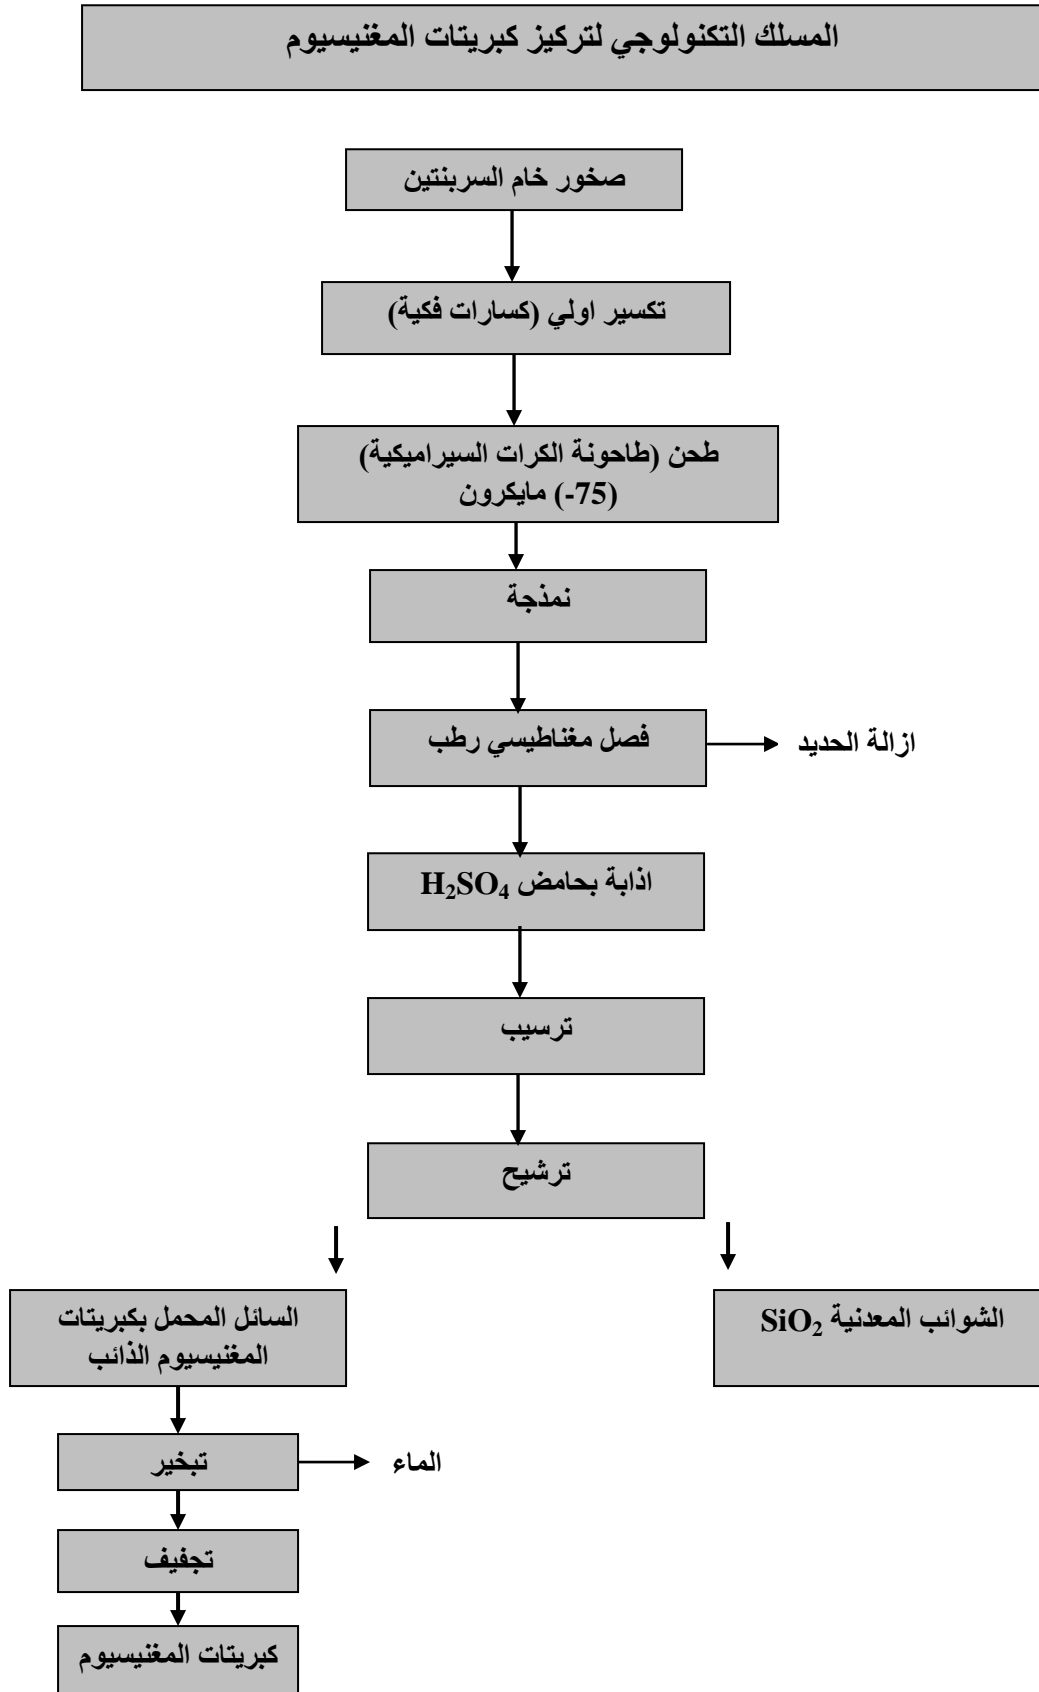 المسلك التكنولوجي لتركيز كبريتات المغنيسيوم
صخور خام السربنتين
تكسير اولي (كسارات فكية)
طحن (طاحونة الكرات السيراميكية)
(75-) مايكرون
نمذجة
فصل مغناطيسي رطب
ازالة الحديد
اذابة بحامض H₂SO₄
ترسيب
ترشيح
الشوائب المعدنية SiO₂
السائل المحمل بكبريتات
المغنيسيوم الذائب
تبخير
الماء
تجفيف
كبريتات المغنيسيوم